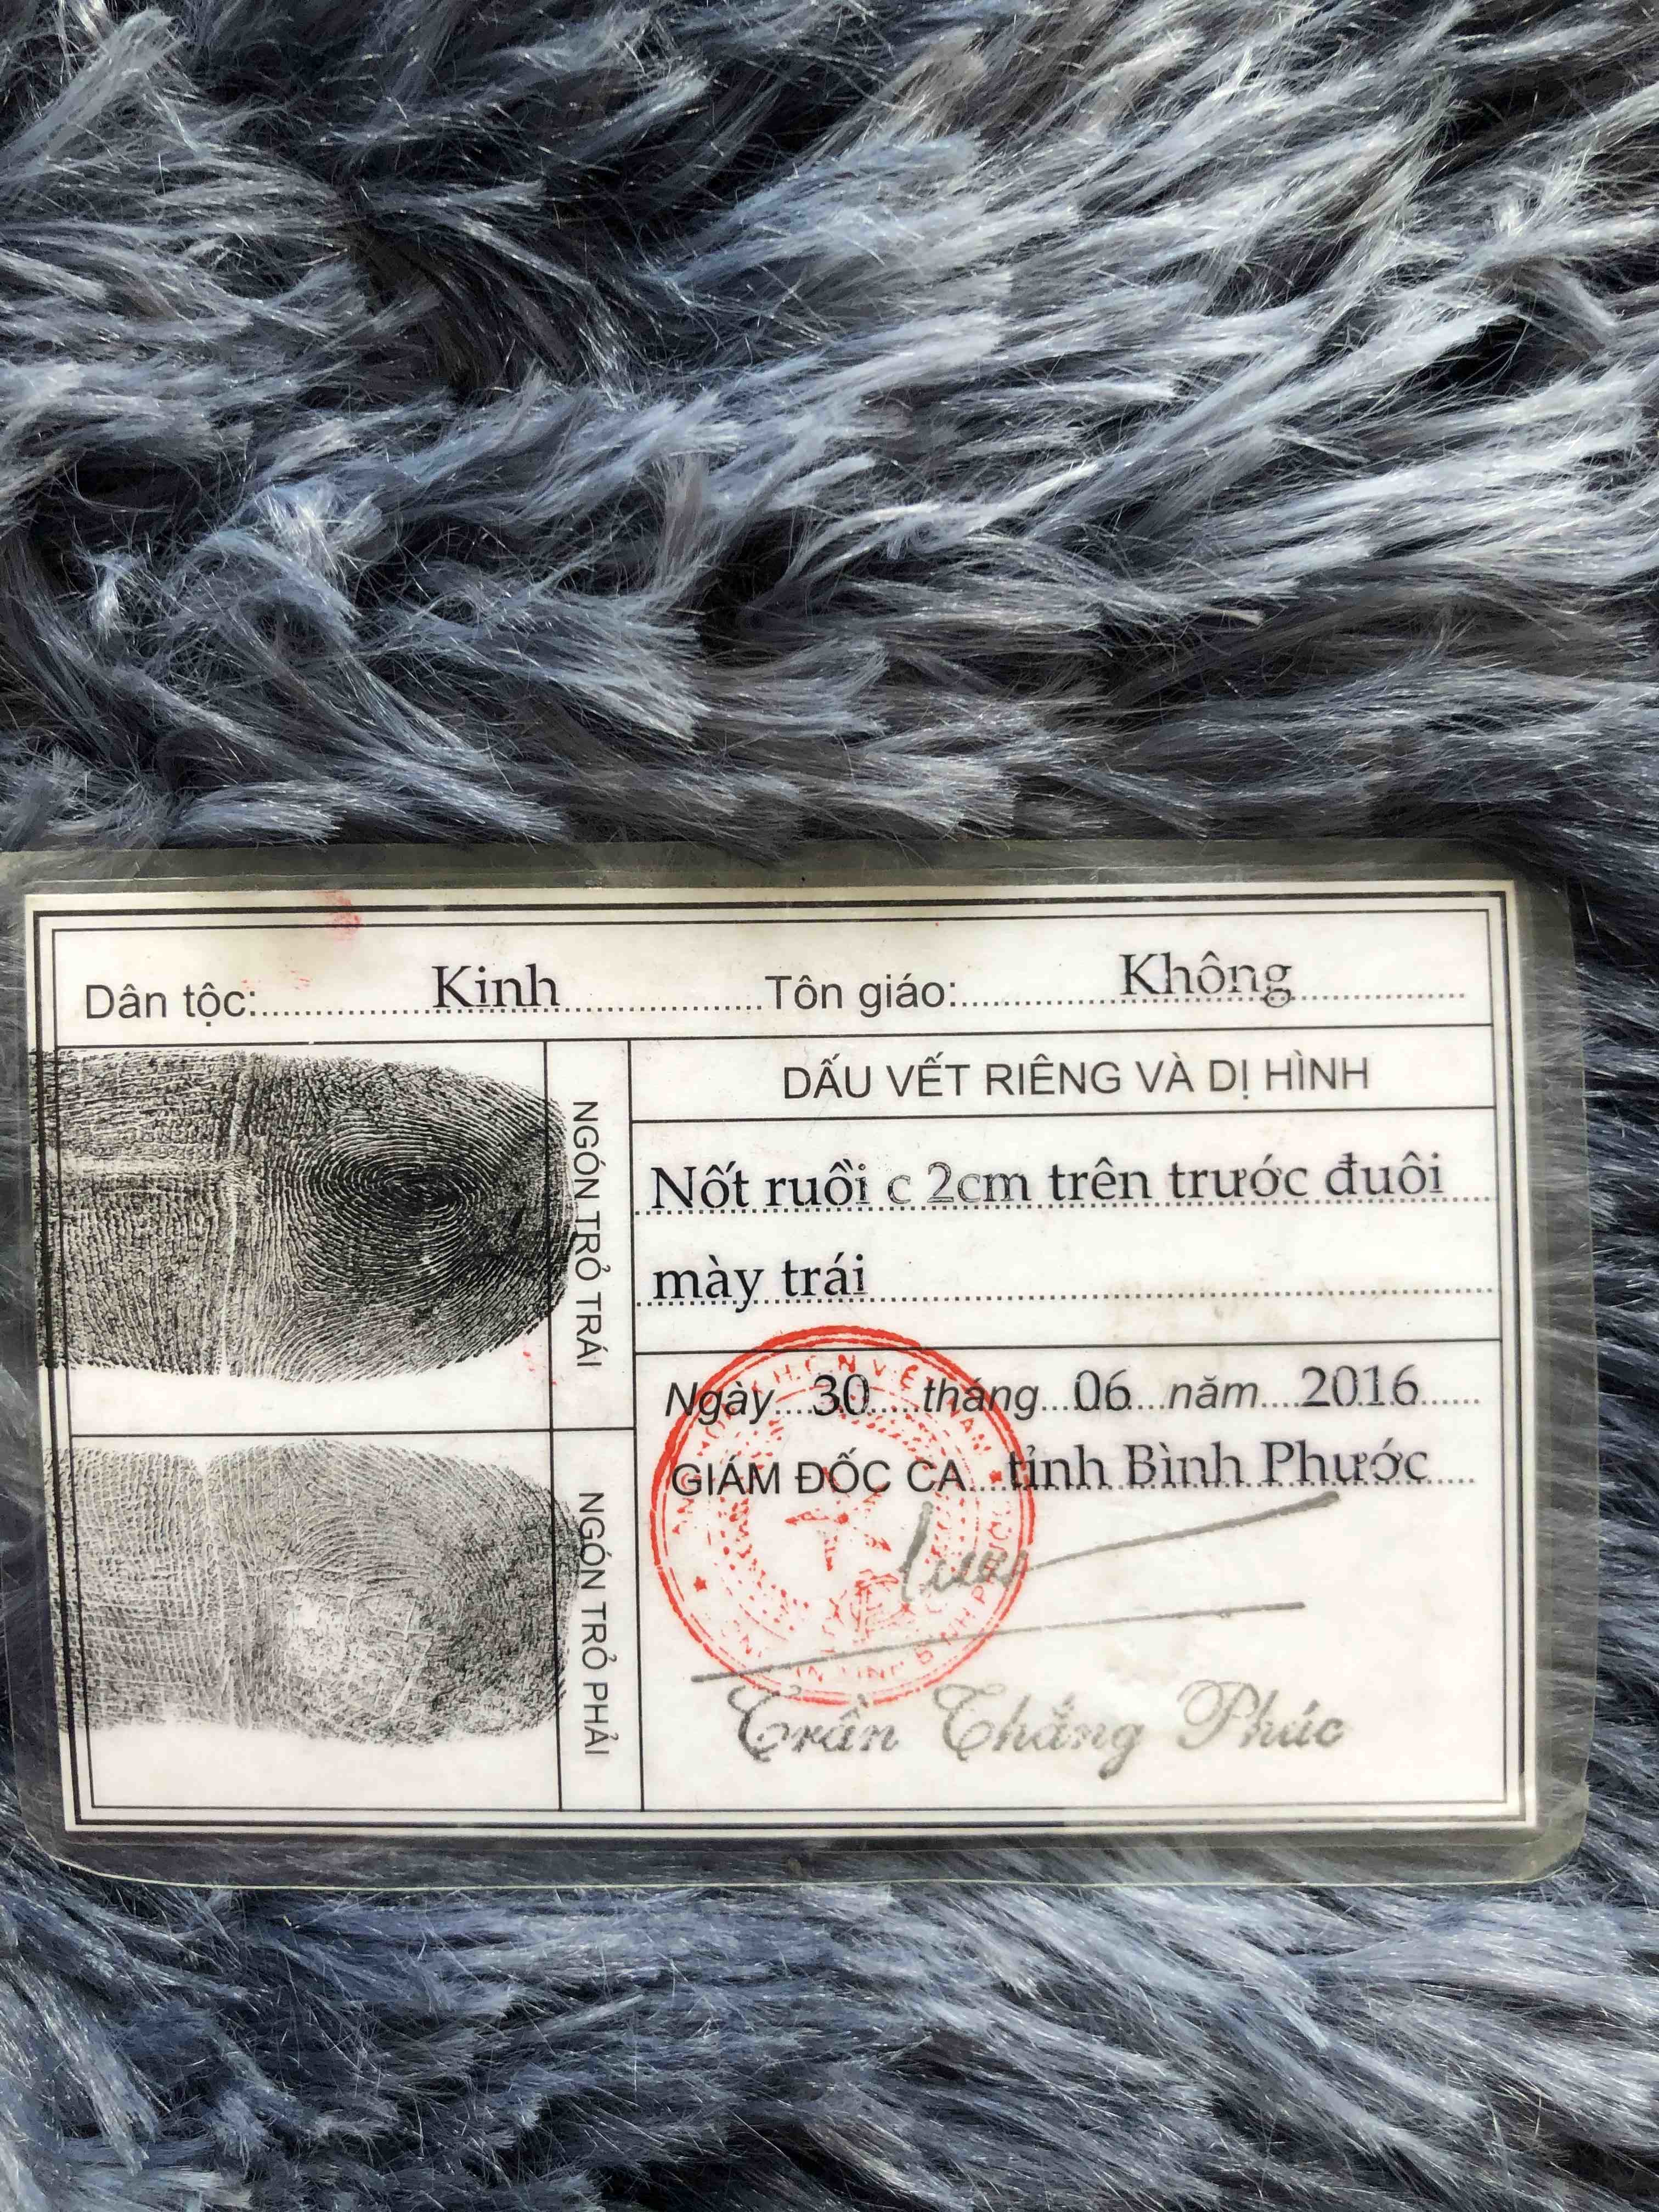 Dân tộc: Kinh Tôn giáo: Không
NGÓN TRỎ TRÁI
NGÓN TRỎ PHẢI
DẤU VẾT RIÊNG VÀ DỊ HÌNH
Nốt ruồi c 2cm trên trước đuôi
mày trái
Ngày 30 tháng 06 năm 2016
GIÁM ĐỐC CA tỉnh Bình Phước
Trần Thắng Phúc